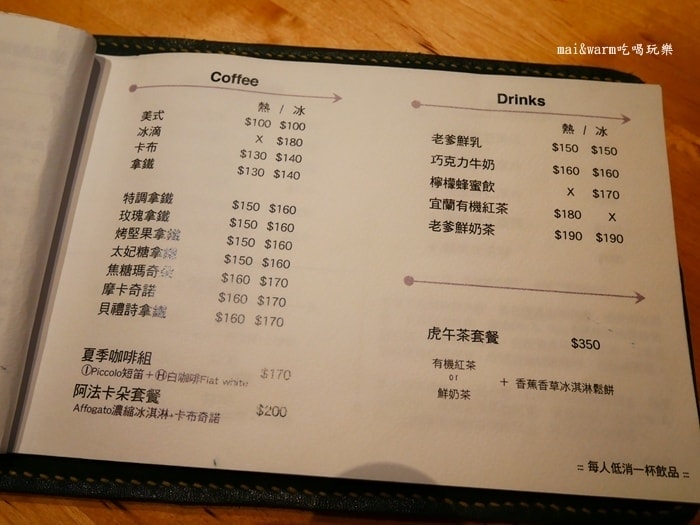 mai&warm吃喝玩樂
Coffee
熱 / 冰
美式 $100 $100
冰滴 X $180
卡布 $130 $140
拿鐵 $130 $140
特調拿鐵 $150 $160
玫瑰拿鐵 $150 $160
烤堅果拿鐵 $150 $160
太妃糖拿鐵 $150 $160
焦糖瑪奇朵 $160 $170
摩卡奇諾 $160 $170
貝禮詩拿鐵 $160 $170
夏季咖啡組 $170
ⒾPiccolo短笛+Ⓗ白咖啡Flat white
阿法卡朵套餐 $200
Affogato濃縮冰淇淋+卡布奇諾
Drinks
熱 / 冰
老爹鮮乳 $150 $150
巧克力牛奶 $160 $160
檸檬蜂蜜飲 X $170
宜蘭有機紅茶 $180 X
老爹鮮奶茶 $190 $190
虎午茶套餐 $350
有機紅茶
or + 香蕉香草冰淇淋鬆餅
鮮奶茶
::: 每人低消一杯飲品 :::